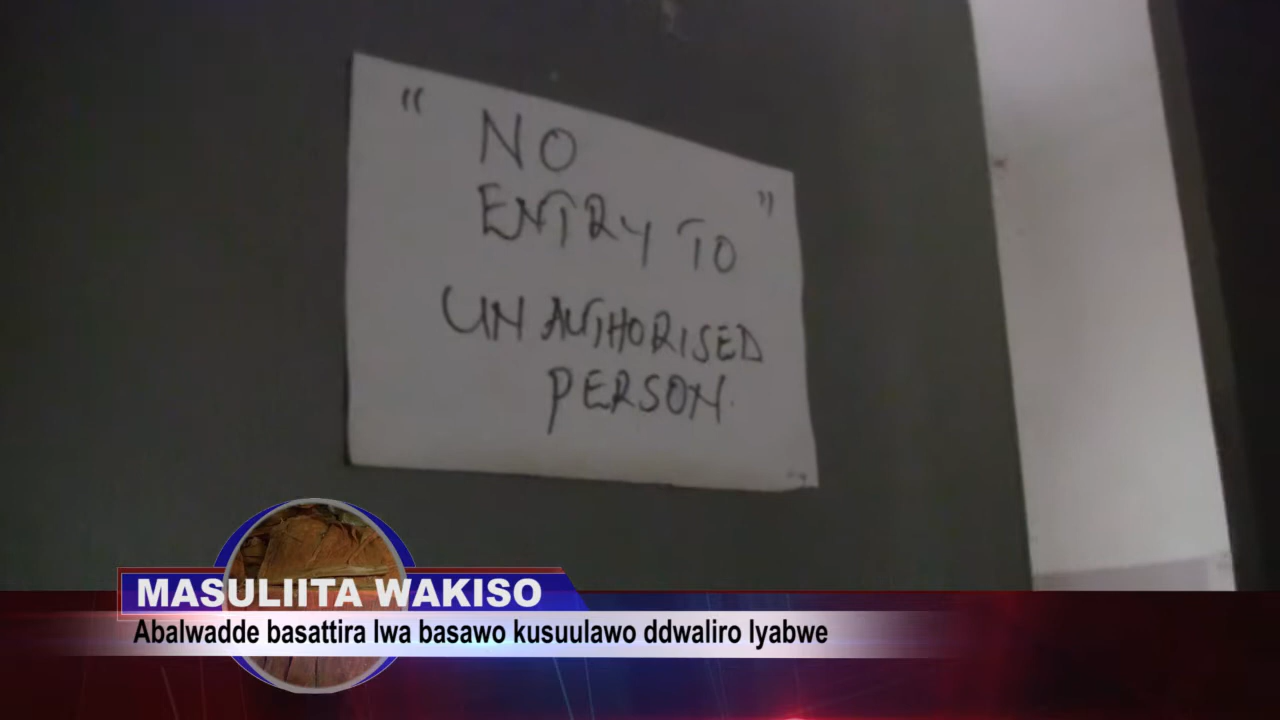 " NO
ENTRY TO "
UNAUTHORISED
PERSON.
MASULIITA WAKISO
Abalwadde basattira lwa basawo kusuulawo ddwaliro lyabwe